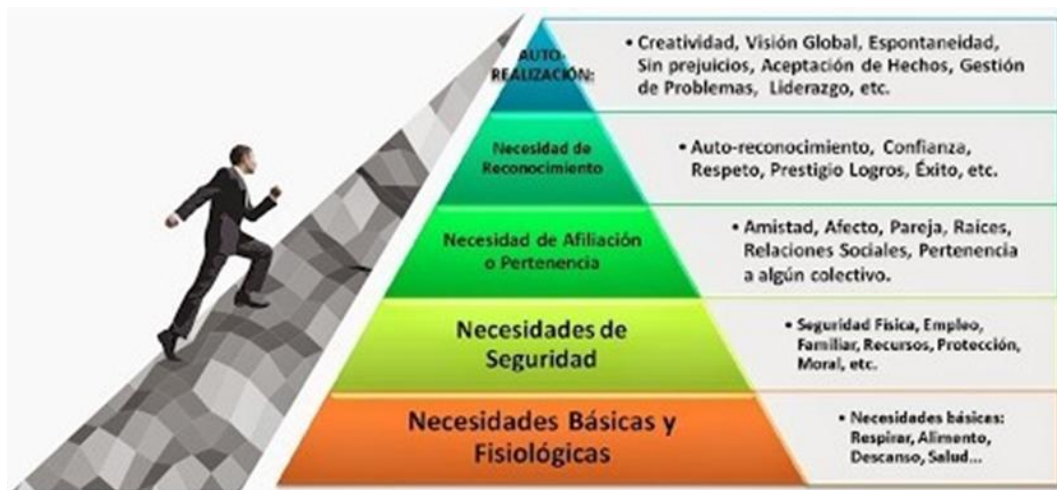 AUTO-
REALIZACIÓN:
• Creatividad, Visión Global, Espontaneidad,
Sin prejuicios, Aceptación de Hechos, Gestión
de Problemas, Liderazgo, etc.
Necesidad de
Reconocimiento
• Auto-reconocimiento, Confianza,
Respeto, Prestigio Logros, Éxito, etc.
Necesidad de Afiliación
o Pertenencia
• Amistad, Afecto, Pareja, Raíces,
Relaciones Sociales, Pertenencia
a algún colectivo.
Necesidades de
Seguridad
• Seguridad Física, Empleo,
Familiar, Recursos, Protección,
Moral, etc.
Necesidades Básicas y
Fisiológicas
• Necesidades básicas:
Respirar, Alimento,
Descanso, Salud...